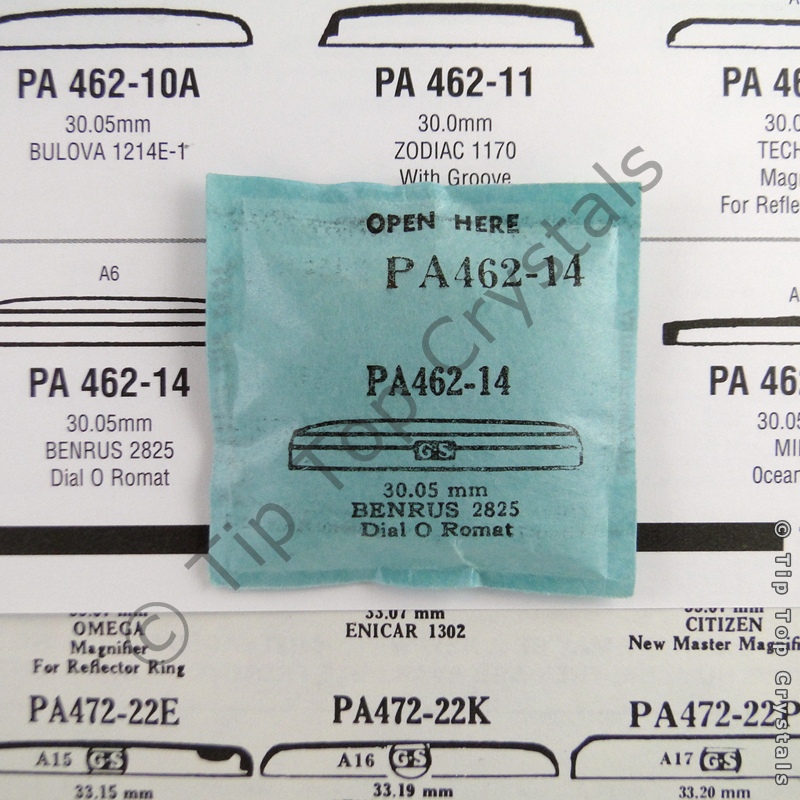 PA 462-10A
30.05mm
BULOVA 1214E-1
PA 462-11
30.0mm
ZODIAC 1170
With Groove
A6
PA 462-14
30.05mm
BENRUS 2825
Dial O Romat
OPEN HERE
PA462-14
PA462-14
GS
30.05 mm
BENRUS 2825
Dial O Romat
© Tip Top Crystals
© Tip Top Crystals
OMEGA
Magnifier
For Reflector Ring
33.07 mm
ENICAR 1302
CITIZEN
New Master
PA472-22E
A15 GS
33.15 mm
PA472-22K
A16 GS
33.19 mm
PA472-22P
A17 GS
33.20 mm